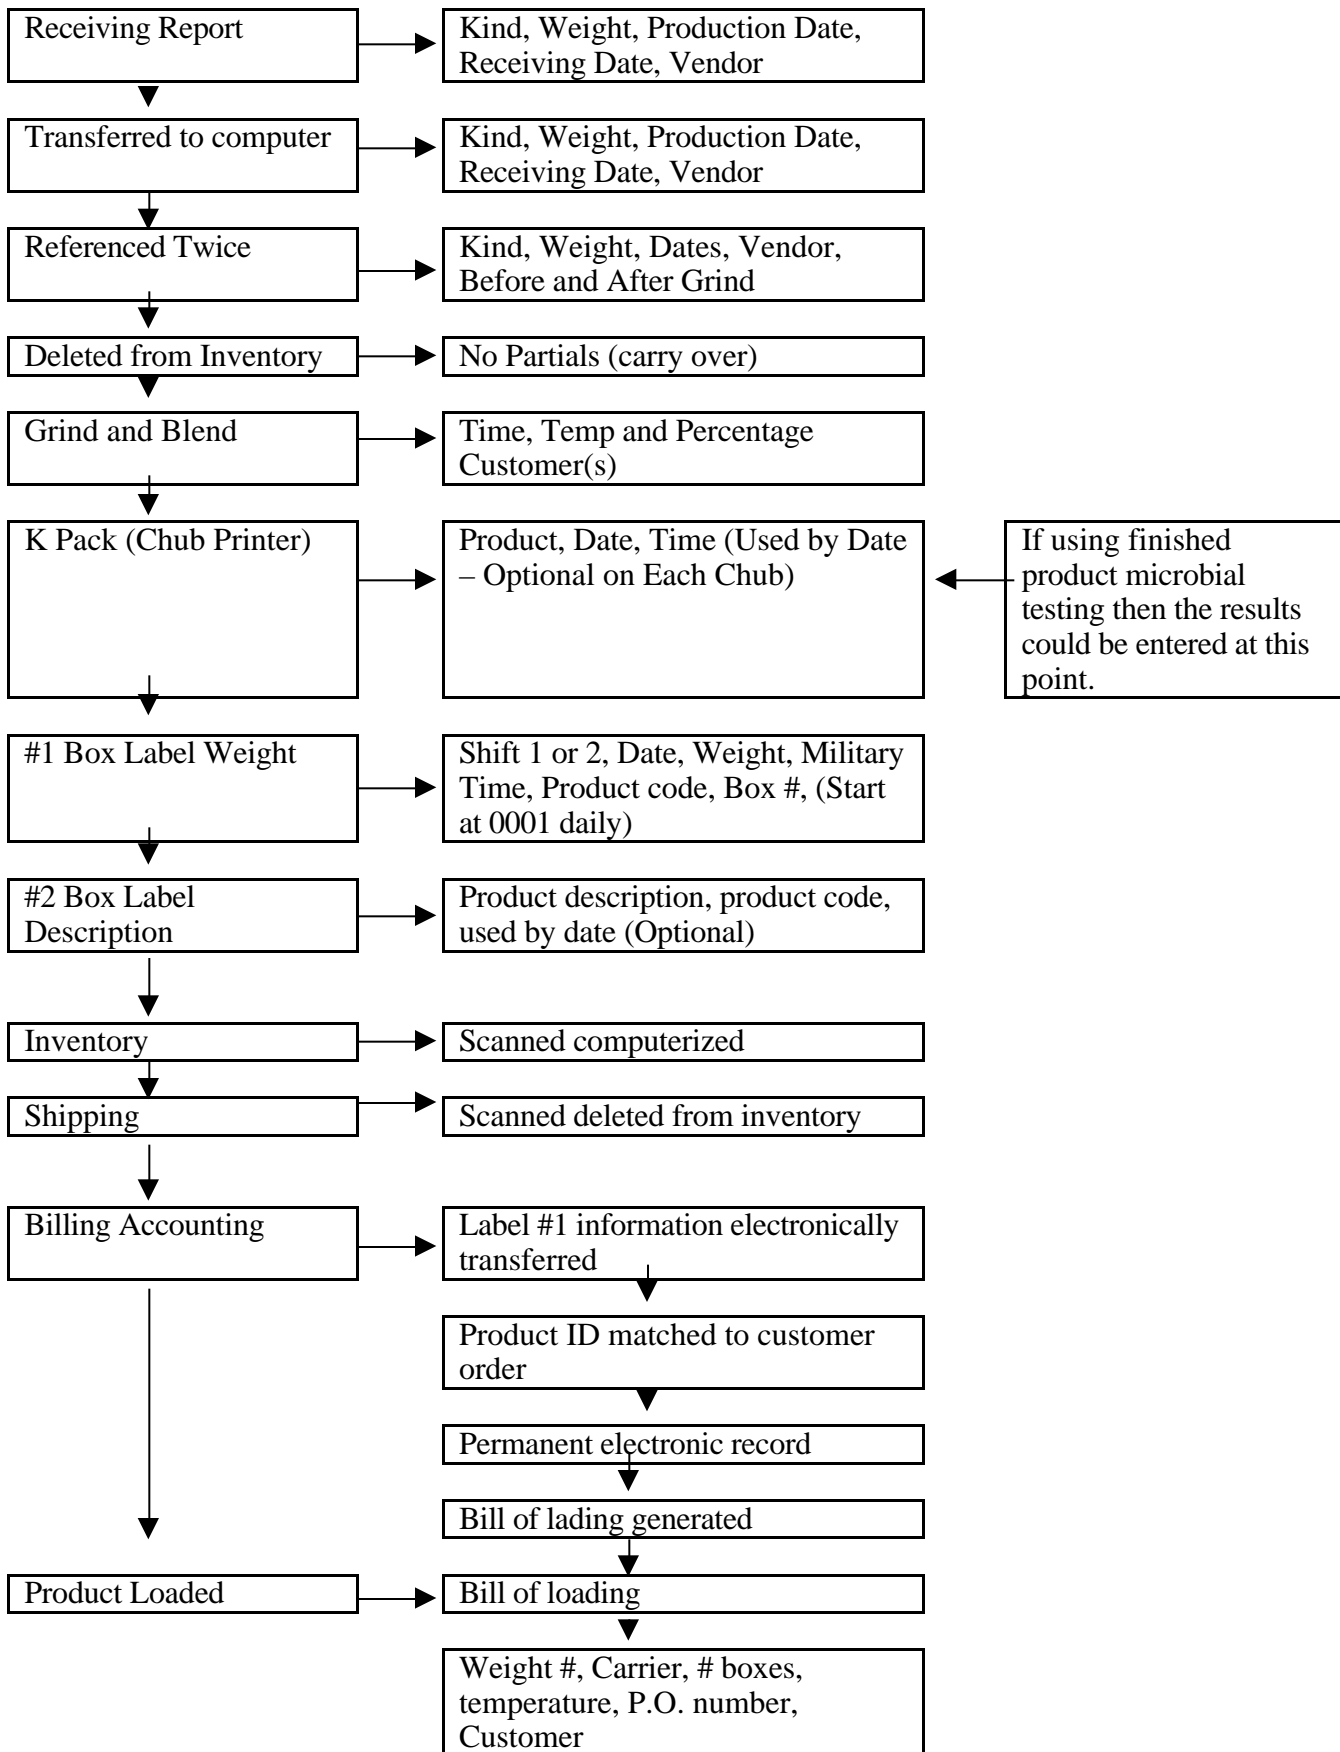 Receiving Report
Kind, Weight, Production Date,
Receiving Date, Vendor
Transferred to computer
Kind, Weight, Production Date,
Receiving Date, Vendor
Referenced Twice
Kind, Weight, Dates, Vendor,
Before and After Grind
Deleted from Inventory
No Partials (carry over)
Grind and Blend
Time, Temp and Percentage
Customer(s)
K Pack (Chub Printer)
Product, Date, Time (Used by Date
– Optional on Each Chub)
If using finished
product microbial
testing then the results
could be entered at this
point.
#1 Box Label Weight
Shift 1 or 2, Date, Weight, Military
Time, Product code, Box #, (Start
at 0001 daily)
#2 Box Label
Description
Product description, product code,
used by date (Optional)
Inventory
Scanned computerized
Shipping
Scanned deleted from inventory
Billing Accounting
Label #1 information electronically
transferred
Product ID matched to customer
order
Permanent electronic record
Bill of lading generated
Product Loaded
Bill of loading
Weight #, Carrier, # boxes,
temperature, P.O. number,
Customer